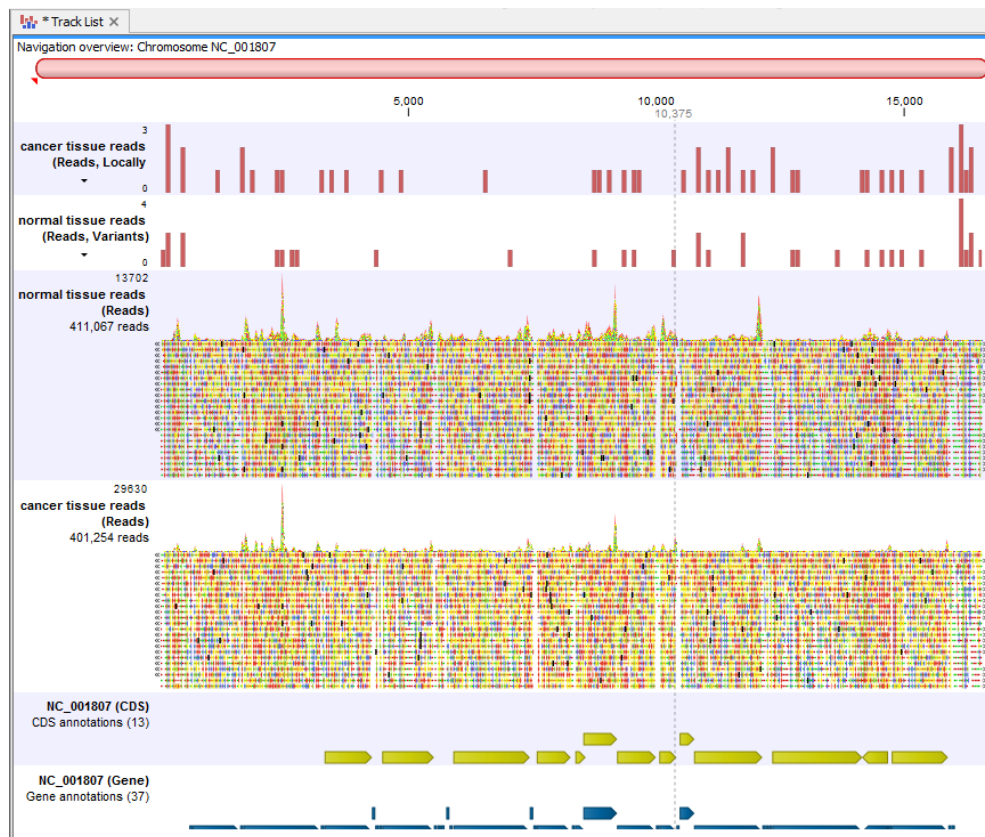 * Track List
Navigation overview: Chromosome NC_001807
5,000 10,000 15,000
10,375
3
cancer tissue reads
(Reads, Locally
0
4
normal tissue reads
(Reads, Variants)
0
13702
normal tissue reads
(Reads)
411,067 reads
29630
cancer tissue reads
(Reads)
401,254 reads
NC_001807 (CDS)
CDS annotations (13)
NC_001807 (Gene)
Gene annotations (37)